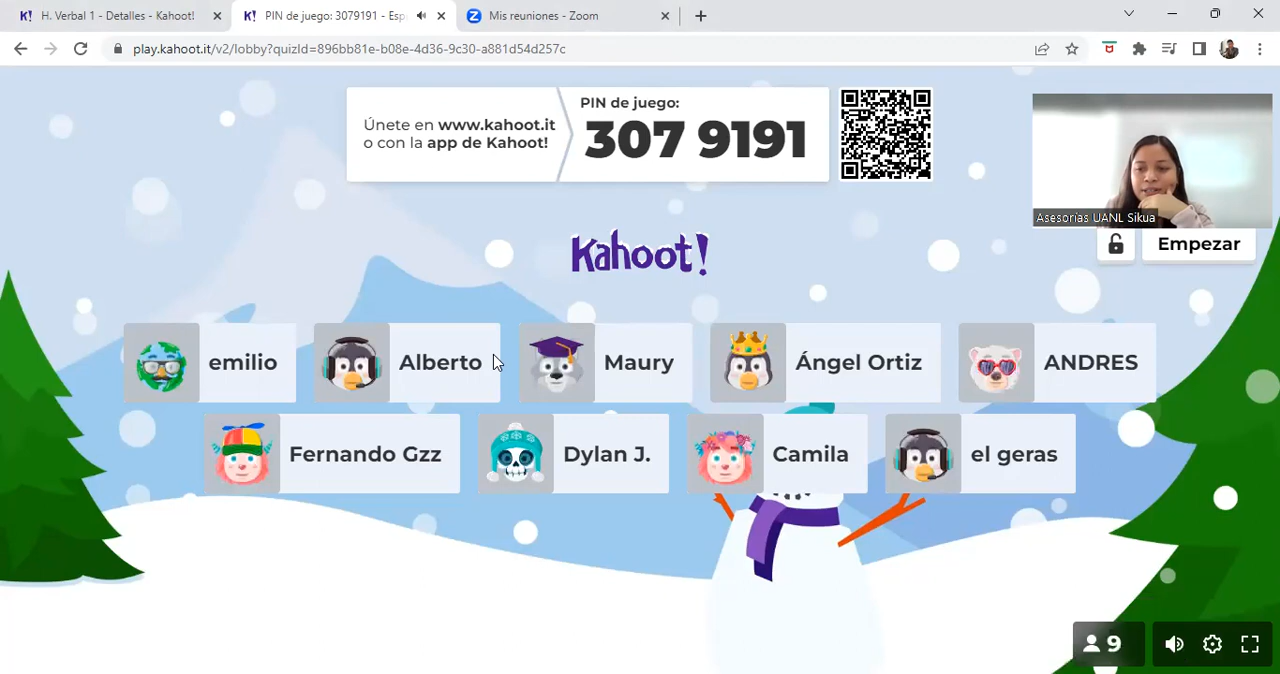 H. Verbal 1 - Detalles - Kahoot!
PIN de juego: 3079191 - Esp
Mis reuniones - Zoom
play.kahoot.it/v2/lobby?quizId=896bb81e-b08e-4d36-9c30-a881d54d257c
Únete en www.kahoot.it
o con la app de Kahoot!
PIN de juego:
307 9191
Asesorías UANL Sikua
Kahoot!
Empezar
emilio
Alberto
Maury
Ángel Ortiz
ANDRES
Fernando Gzz
Dylan J.
Camila
el geras
9